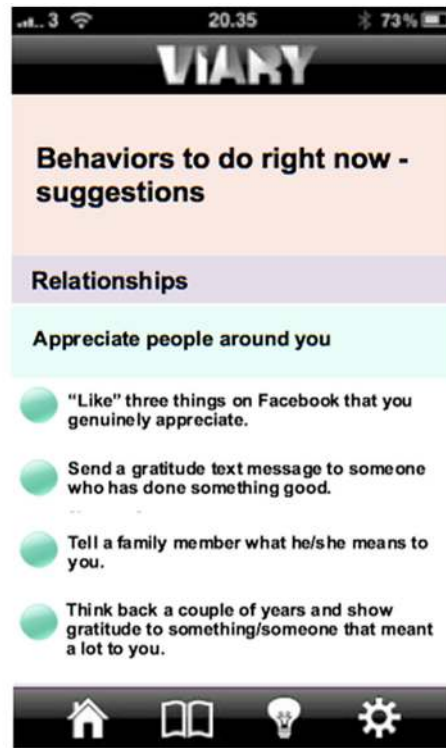 3 20.35 73%
VIARY
Behaviors to do right now -
suggestions
Relationships
Appreciate people around you
“Like” three things on Facebook that you
genuinely appreciate.
Send a gratitude text message to someone
who has done something good.
Tell a family member what he/she means to
you.
Think back a couple of years and show
gratitude to something/someone that meant
a lot to you.